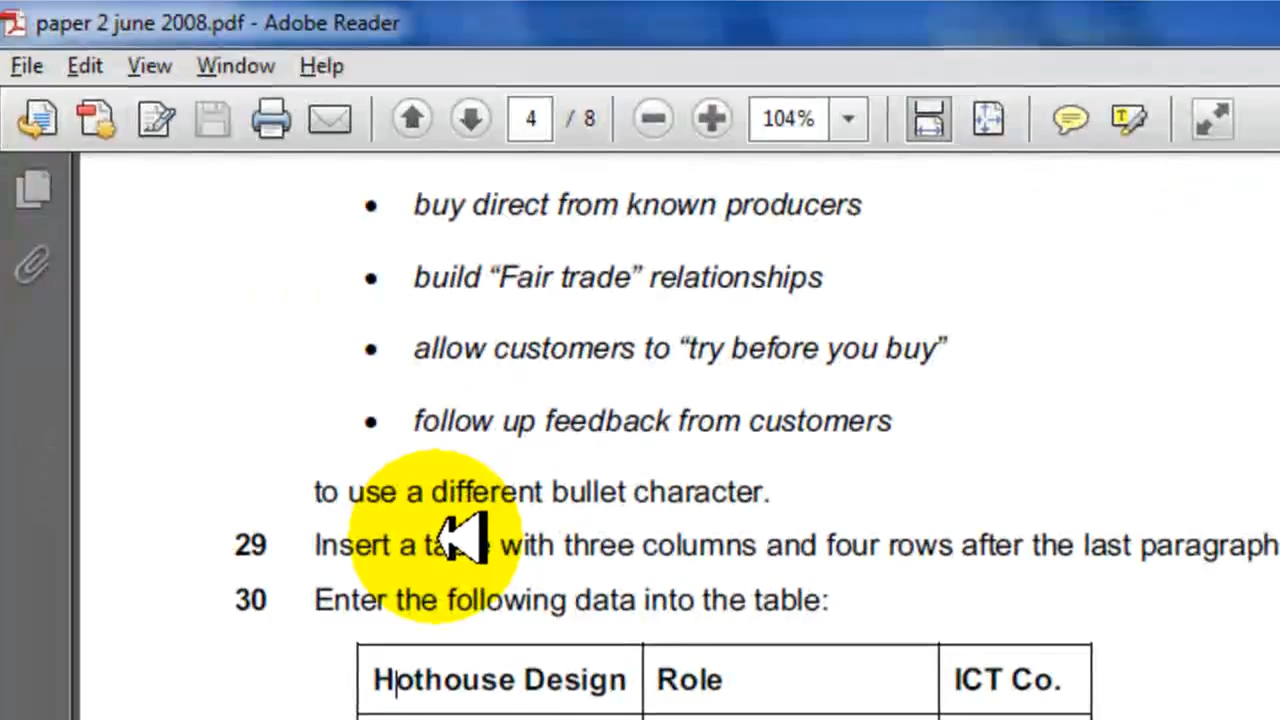 paper 2 june 2008.pdf - Adobe Reader
File Edit View Window Help
4 / 8 104%
• buy direct from known producers
• build “Fair trade” relationships
• allow customers to “try before you buy”
• follow up feedback from customers
to use a different bullet character.
29 Insert a table with three columns and four rows after the last paragraph
30 Enter the following data into the table:
Hothouse Design Role ICT Co.